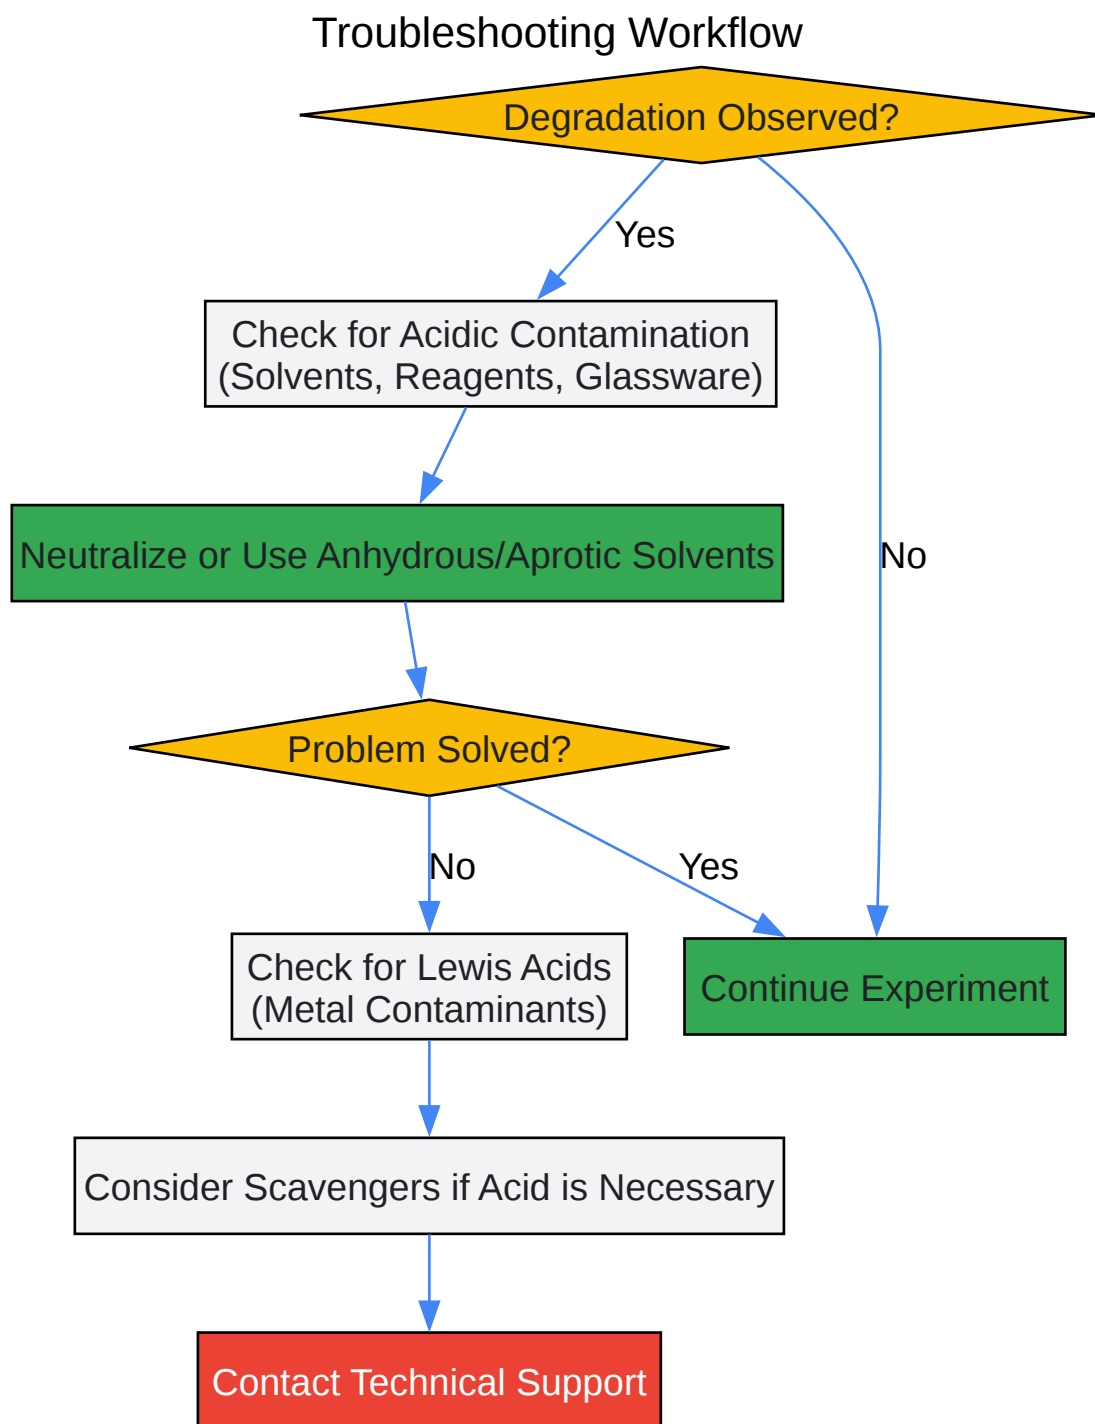 Troubleshooting Workflow
Degradation Observed?
Yes
Check for Acidic Contamination
(Solvents, Reagents, Glassware)
Neutralize or Use Anhydrous/Aprotic Solvents
No
Problem Solved?
No
Yes
Check for Lewis Acids
(Metal Contaminants)
Continue Experiment
Consider Scavengers if Acid is Necessary
Contact Technical Support